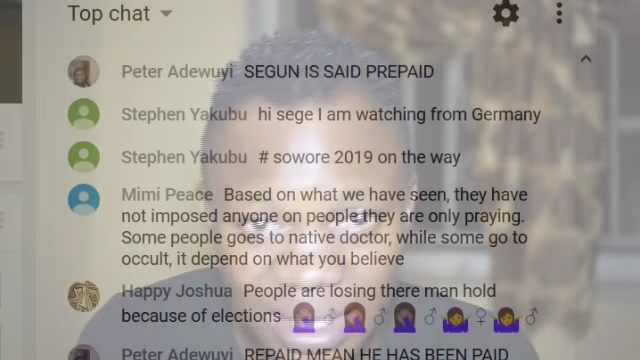 Top chat
Peter Adewuyi SEGUN IS SAID PREPAID
Stephen Yakubu hi sege I am watching from Germany
Stephen Yakubu # sowore 2019 on the way
Mimi Peace Based on what we have seen, they have
not imposed anyone on people they are only praying.
Some people goes to native doctor, while some go to
occult, it depend on what you believe
Happy Joshua People are losing there man hold
because of elections 🤦🏾‍♂ 🤦🏾‍♂ 🤦🏾‍♂ 🤷🏾‍♀ 🤷🏾‍♂
Peter Adewuyi REPAID MEAN HE HAS BEEN PAID